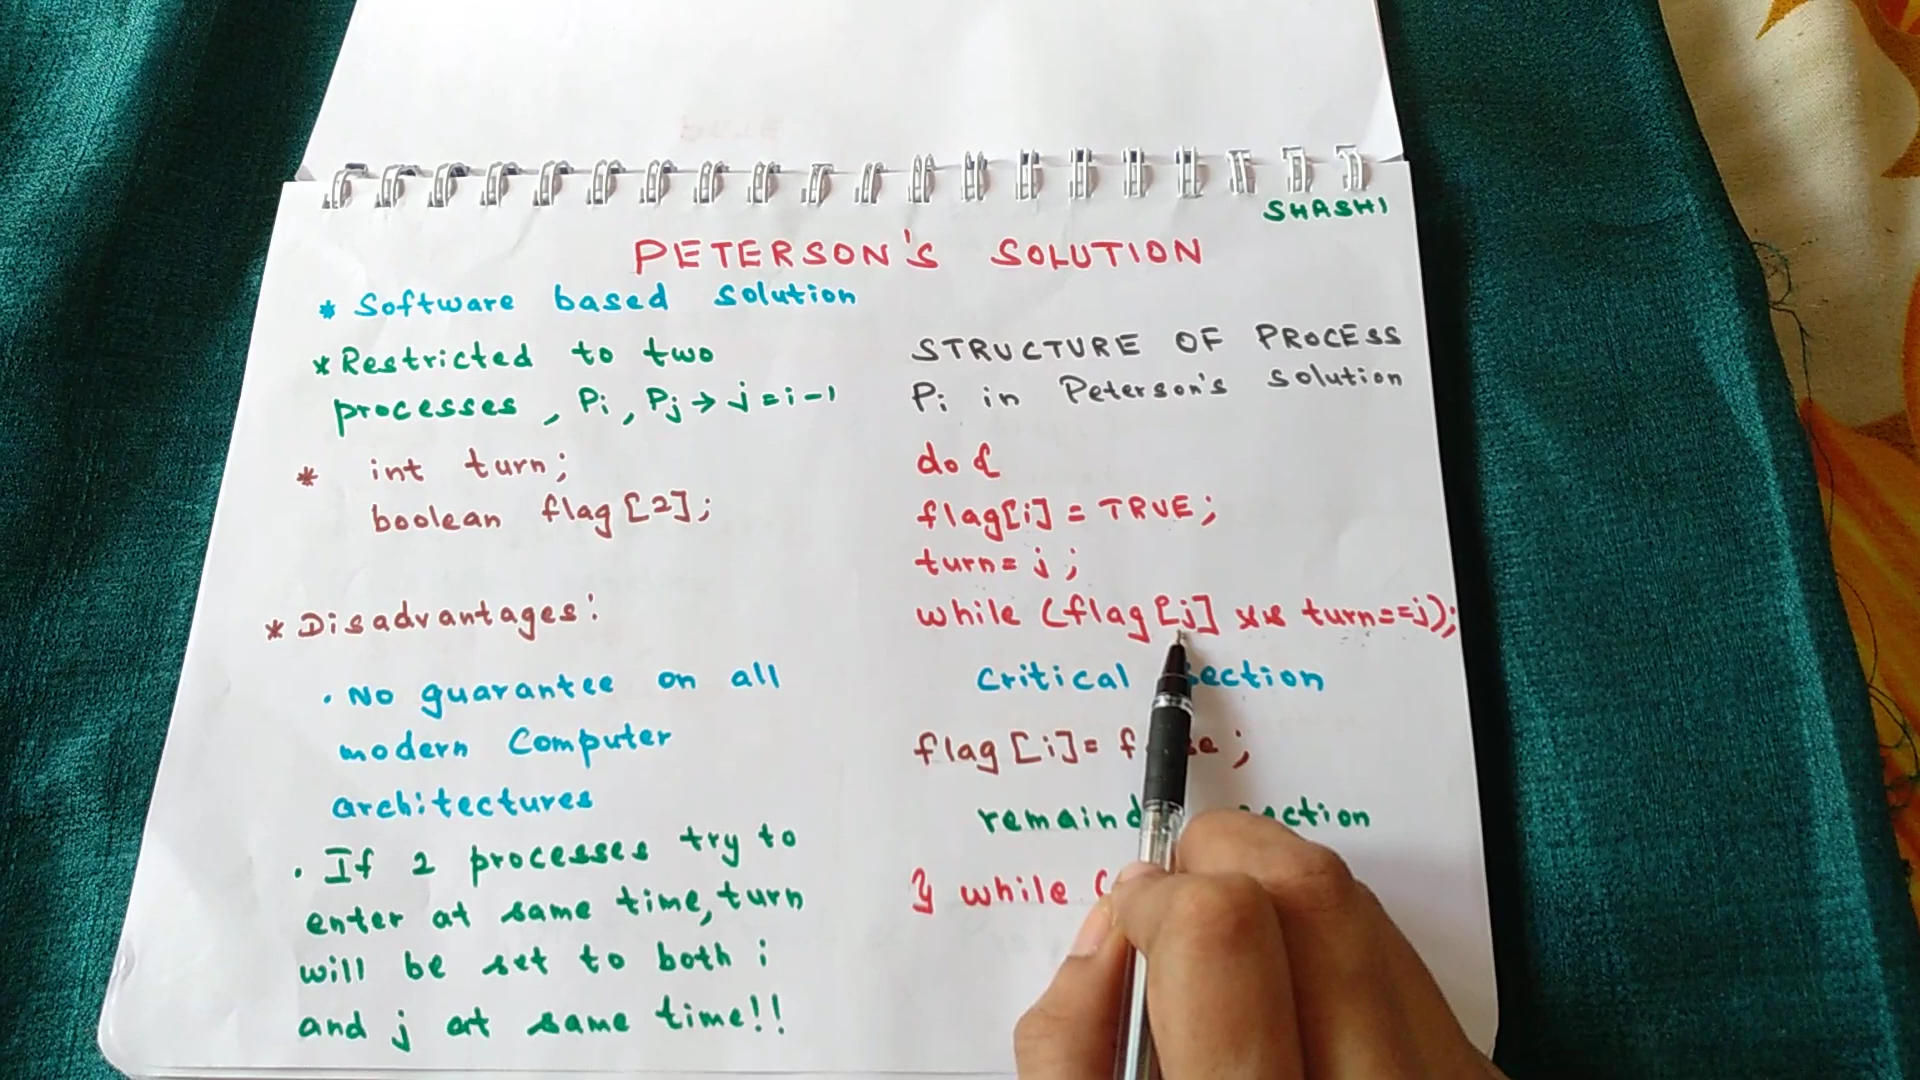 SHASHI
PETERSON'S SOLUTION
* Software based solution
* Restricted to two
processes, Pi, Pj → j=i-1
* int turn;
boolean flag[2];
* Disadvantages:
. No guarantee on all
modern Computer
architectures
. If 2 processes try to
enter at same time, turn
will be set to both i
and j at same time!!
STRUCTURE OF PROCESS
Pi in Peterson's solution
do {
flag[i] = TRUE;
turn= j;
while (flag[j] && turn==j);
Critical
flag[i]=
} while (